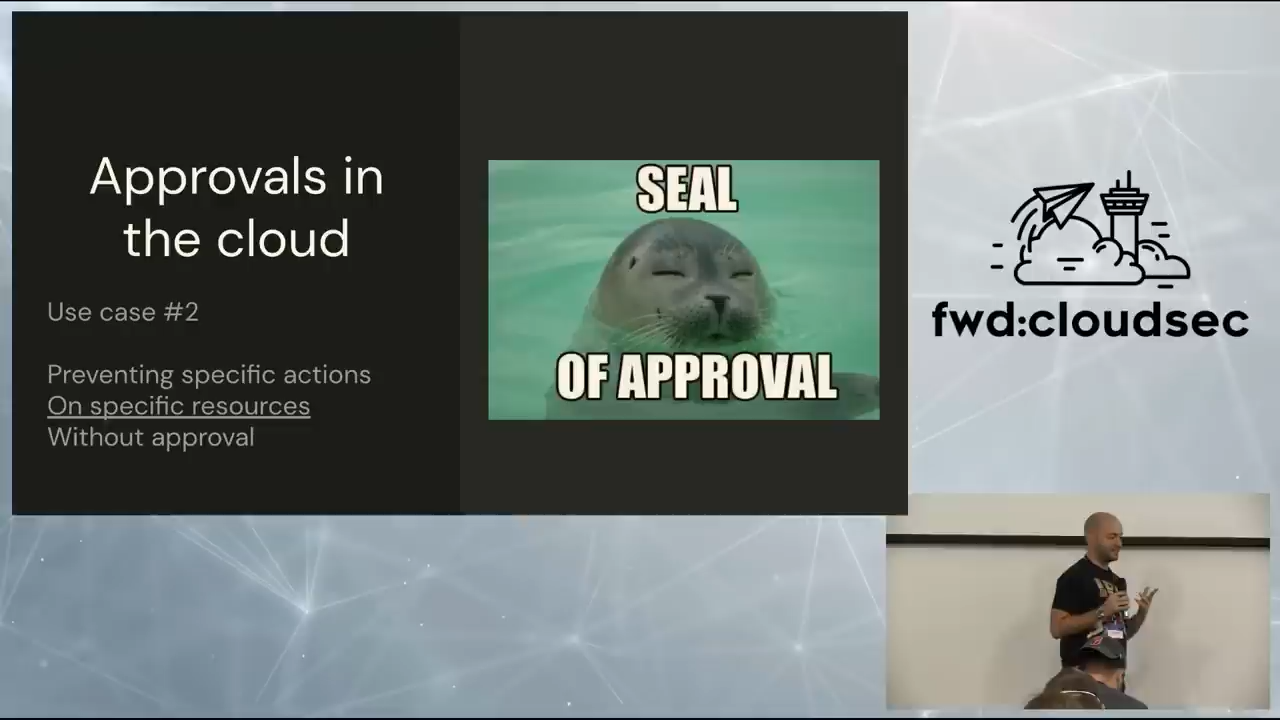 Approvals in
the cloud
Use case #2
Preventing specific actions
On specific resources
Without approval
SEAL
OF APPROVAL
fwd:cloudsec